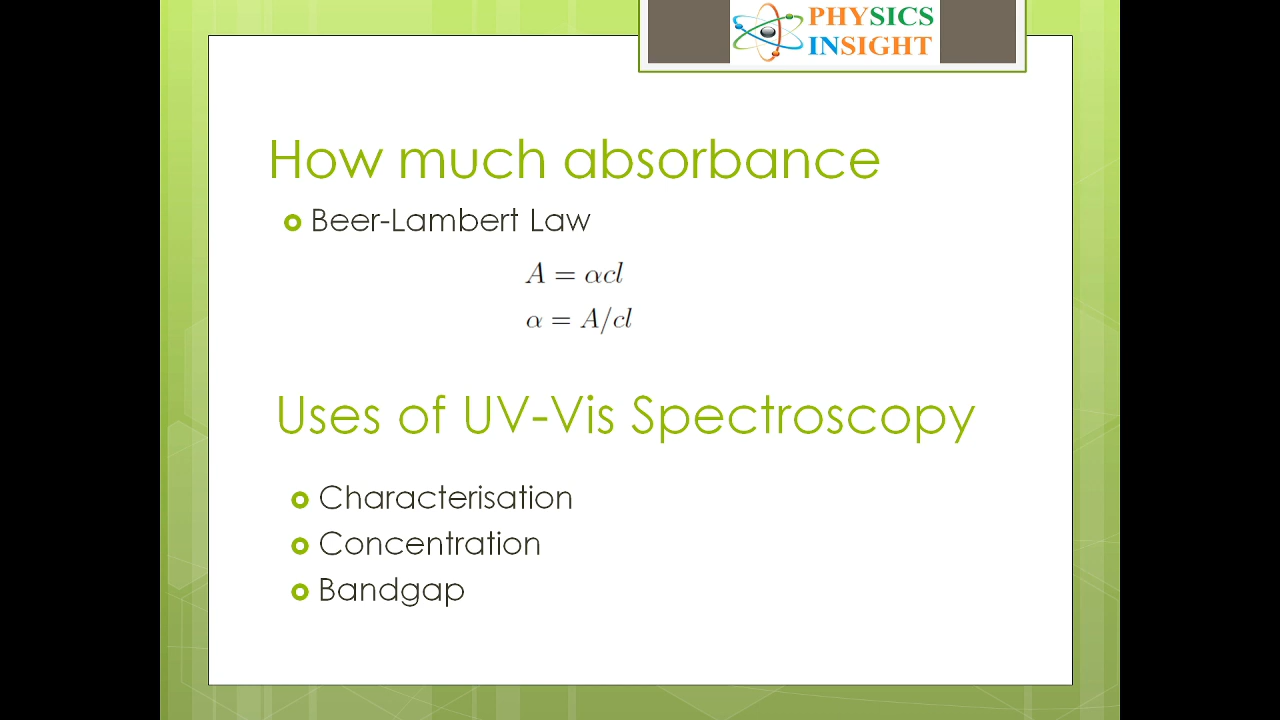 PHYSICS
INSIGHT
How much absorbance
Beer-Lambert Law
A = αcl
α = A/cl
Uses of UV-Vis Spectroscopy
Characterisation
Concentration
Bandgap